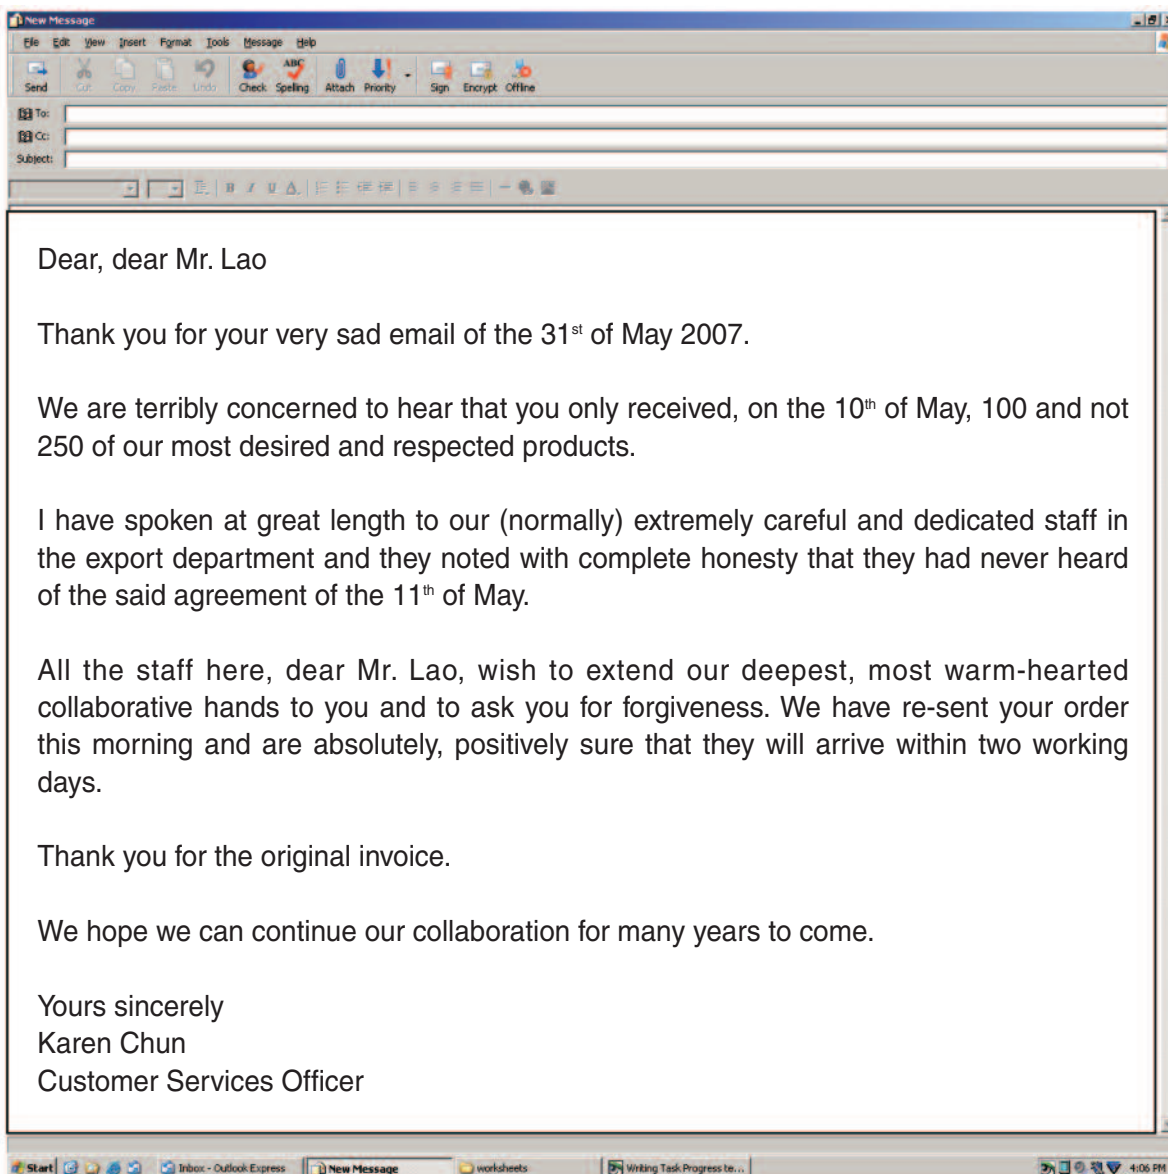 New Message
File Edit View Insert Format Tools Message Help
ABC
Send Cut Copy Paste Undo Check Spelling Attach Priority Sign Encrypt Offline
To:
Cc:
Subject:
B I U A
Dear, dear Mr. Lao
Thank you for your very sad email of the 31st of May 2007.
We are terribly concerned to hear that you only received, on the 10th of May, 100 and not
250 of our most desired and respected products.
I have spoken at great length to our (normally) extremely careful and dedicated staff in
the export department and they noted with complete honesty that they had never heard
of the said agreement of the 11th of May.
All the staff here, dear Mr. Lao, wish to extend our deepest, most warm-hearted
collaborative hands to you and to ask you for forgiveness. We have re-sent your order
this morning and are absolutely, positively sure that they will arrive within two working
days.
Thank you for the original invoice.
We hope we can continue our collaboration for many years to come.
Yours sincerely
Karen Chun
Customer Services Officer
Start Inbox - Outlook Express New Message worksheets Writing Task Progress te... 4:06 PM